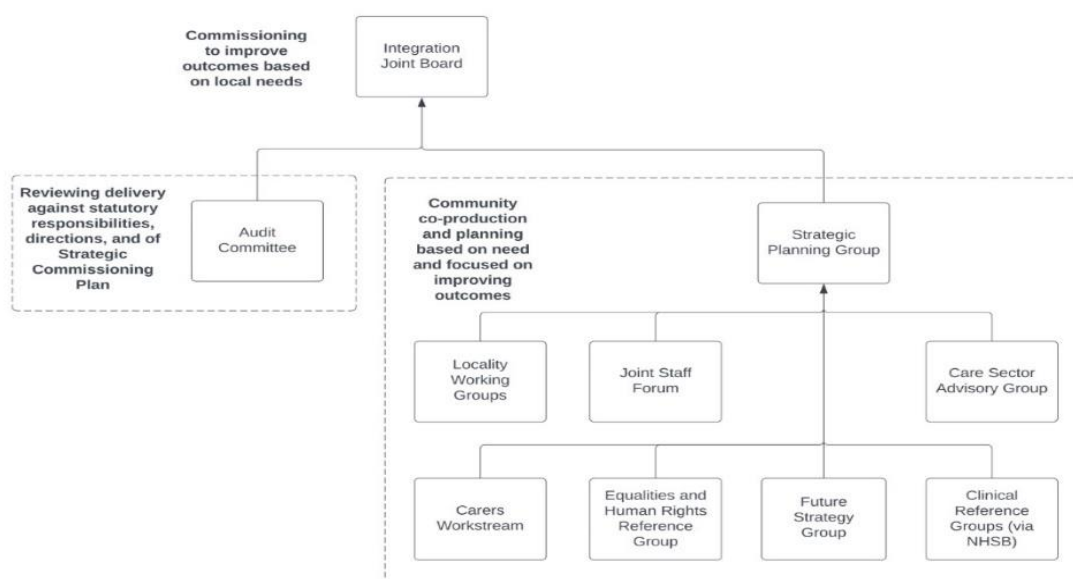 Commissioning
to improve
outcomes based
on local needs
Integration
Joint Board
Reviewing delivery
against statutory
responsibilities,
directions, and of
Strategic
Commissioning
Plan
Audit
Committee
Community
co-production
and planning
based on need
and focused on
improving
outcomes
Strategic
Planning Group
Locality
Working
Groups
Joint Staff
Forum
Care Sector
Advisory Group
Carers
Workstream
Equalities and
Human Rights
Reference
Group
Future
Strategy
Group
Clinical
Reference
Groups (via
NHSB)